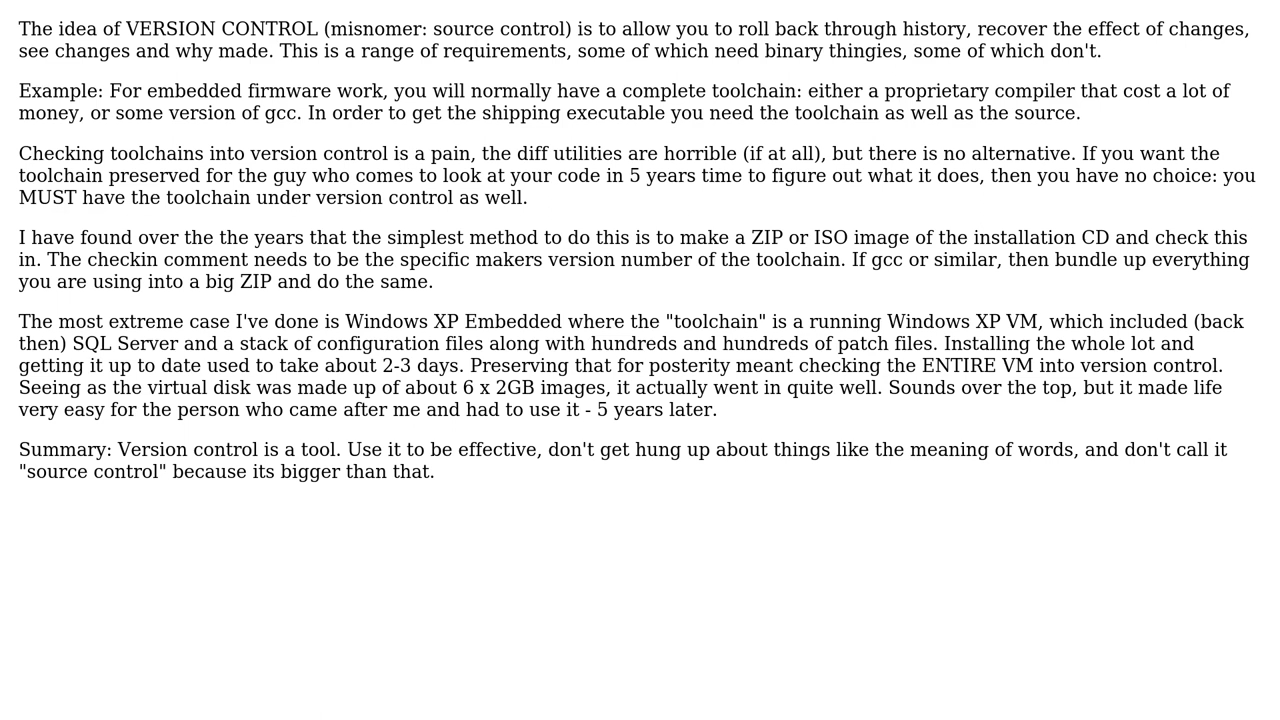 The idea of VERSION CONTROL (misnomer: source control) is to allow you to roll back through history, recover the effect of changes,
see changes and why made. This is a range of requirements, some of which need binary thingies, some of which don't.
Example: For embedded firmware work, you will normally have a complete toolchain: either a proprietary compiler that cost a lot of
money, or some version of gcc. In order to get the shipping executable you need the toolchain as well as the source.
Checking toolchains into version control is a pain, the diff utilities are horrible (if at all), but there is no alternative. If you want the
toolchain preserved for the guy who comes to look at your code in 5 years time to figure out what it does, then you have no choice: you
MUST have the toolchain under version control as well.
I have found over the the years that the simplest method to do this is to make a ZIP or ISO image of the installation CD and check this
in. The checkin comment needs to be the specific makers version number of the toolchain. If gcc or similar, then bundle up everything
you are using into a big ZIP and do the same.
The most extreme case I've done is Windows XP Embedded where the "toolchain" is a running Windows XP VM, which included (back
then) SQL Server and a stack of configuration files along with hundreds and hundreds of patch files. Installing the whole lot and
getting it up to date used to take about 2-3 days. Preserving that for posterity meant checking the ENTIRE VM into version control.
Seeing as the virtual disk was made up of about 6 x 2GB images, it actually went in quite well. Sounds over the top, but it made life
very easy for the person who came after me and had to use it - 5 years later.
Summary: Version control is a tool. Use it to be effective, don't get hung up about things like the meaning of words, and don't call it
"source control" because its bigger than that.